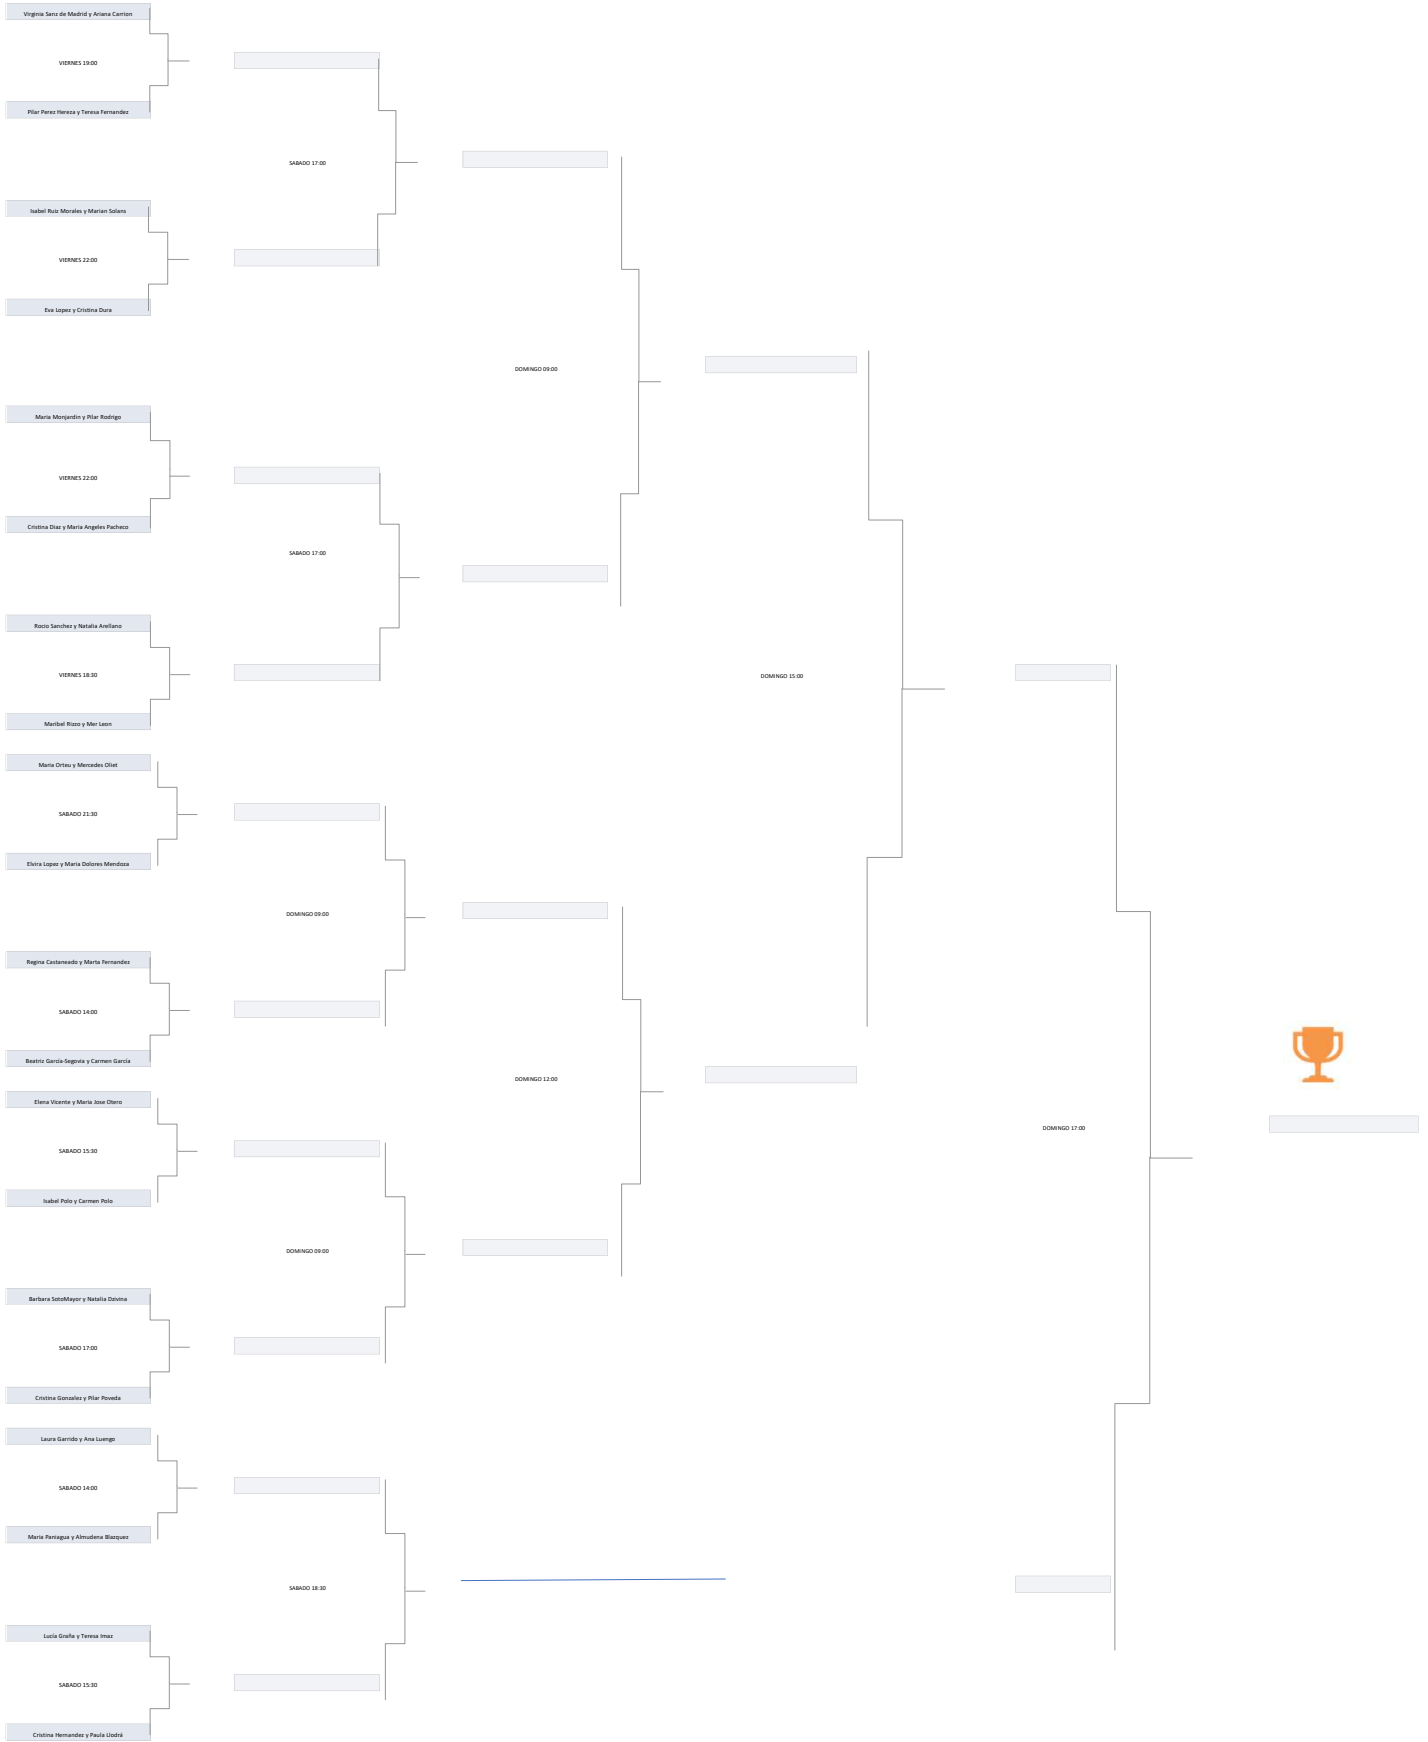 Virginia Sanz de Madrid y Ariana Carrion
VIERNES 19:00
Pilar Perez Hereza y Teresa Fernandez
SABADO 17:00
Isabel Ruiz Morales y Marian Solans
VIERNES 22:00
Eva Lopez y Cristina Dura
DOMINGO 09:00
Maria Monjardin y Pilar Rodrigo
VIERNES 22:00
Cristina Diaz y Maria Angeles Pacheco
SABADO 17:00
Rocio Sanchez y Natalia Arellano
VIERNES 18:30
DOMINGO 15:00
Maribel Rizzo y Mer Leon
Maria Orteu y Mercedes Oliet
SABADO 21:30
Elvira Lopez y Maria Dolores Mendoza
DOMINGO 09:00
Regina Castaneado y Marta Fernandez
SABADO 14:00
Beatriz García-Segovia y Carmen García
DOMINGO 12:00
Elena Vicente y Maria Jose Otero
DOMINGO 17:00
SABADO 15:30
Isabel Polo y Carmen Polo
DOMINGO 09:00
Barbara SotoMayor y Natalia Dzivina
SABADO 17:00
Cristina Gonzalez y Pilar Poveda
Laura Garrido y Ana Luengo
SABADO 14:00
Maria Paniagua y Almudena Blazquez
SABADO 18:30
Lucía Graña y Teresa Imaz
SABADO 15:30
Cristina Hernandez y Paula Llodrá